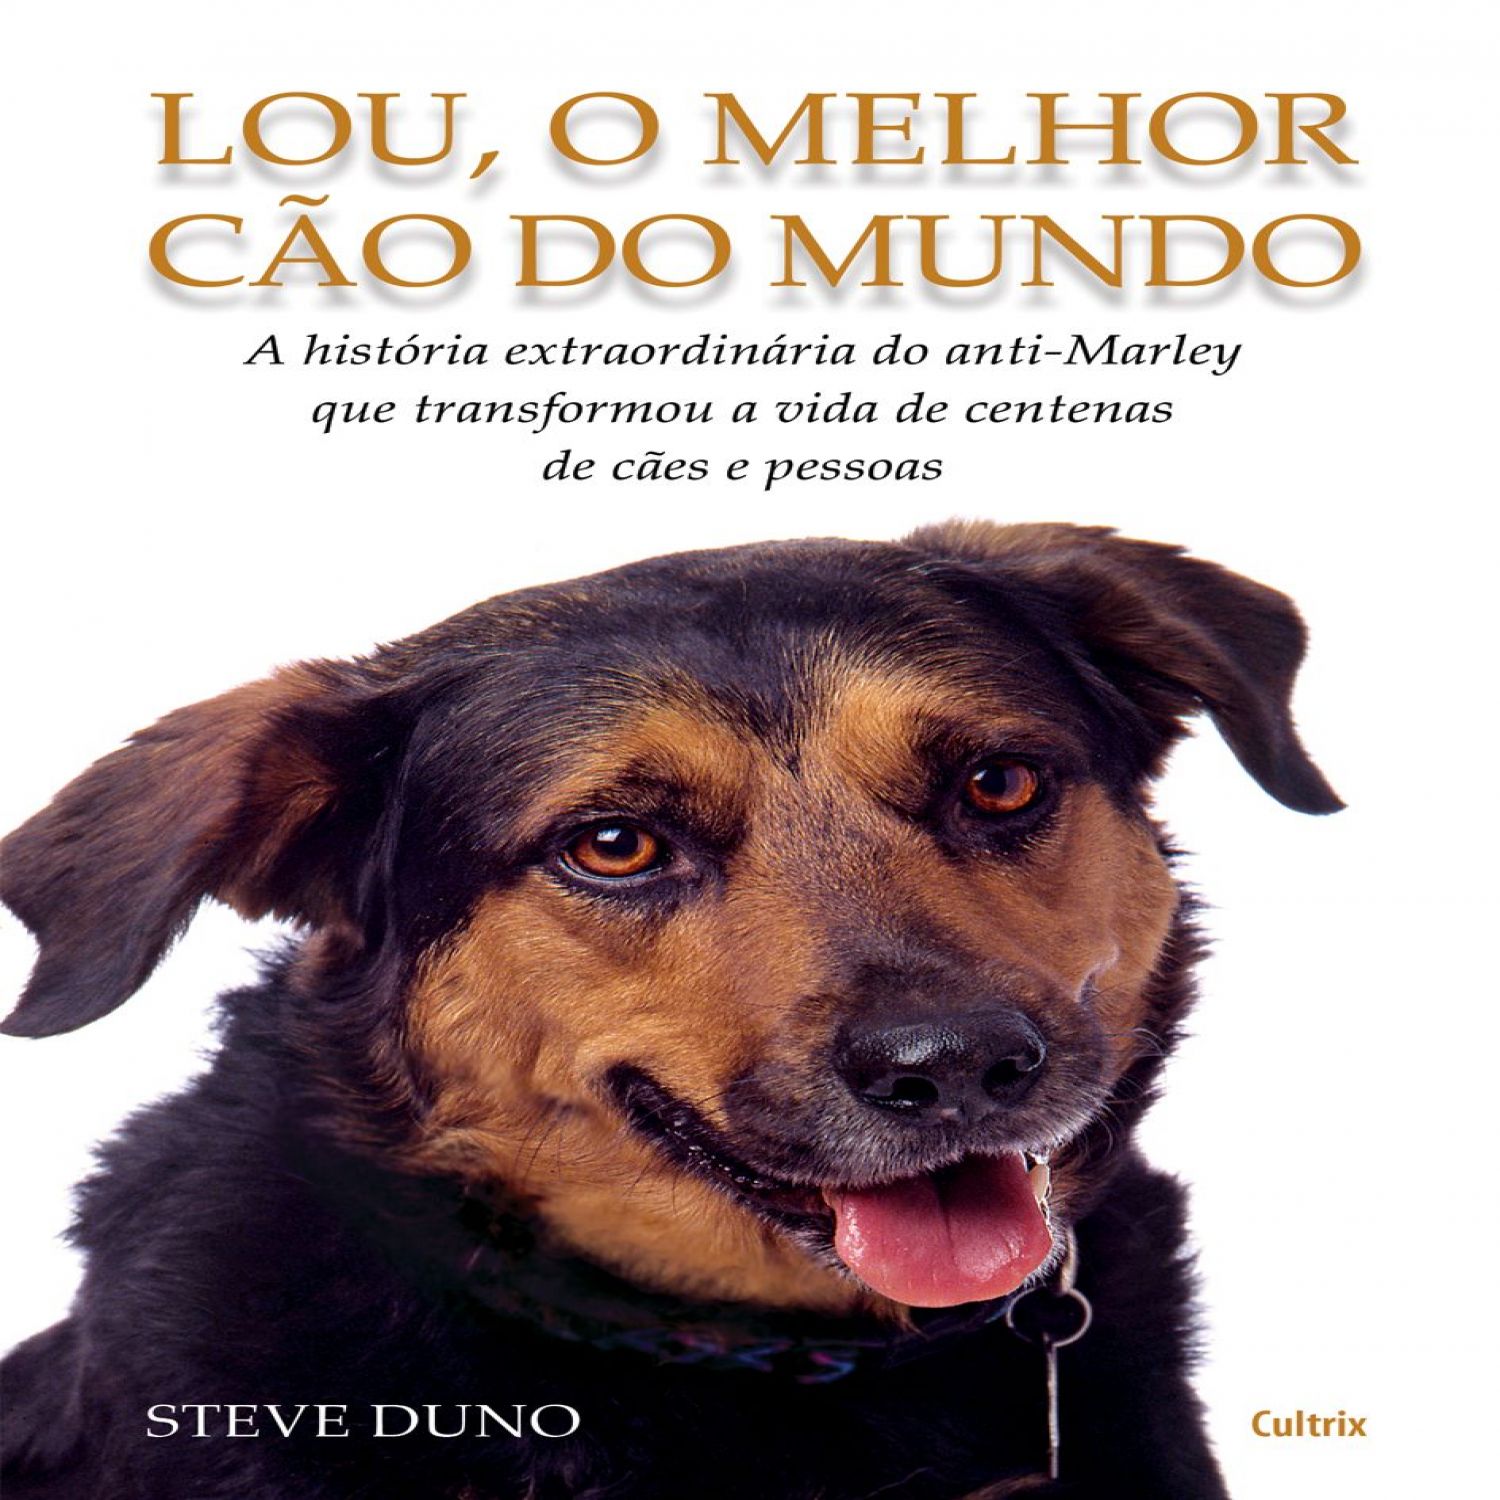 LOU, O MELHOR
CÃO DO MUNDO
A história extraordinária do anti-Marley
que transformou a vida de centenas
de cães e pessoas
STEVE DUNO
Cultrix